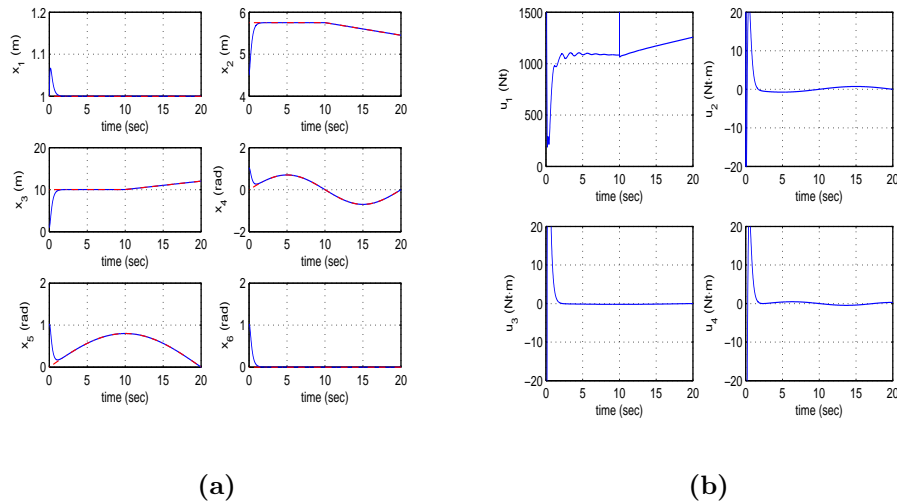 1.2
1.1
1
0 5 10 15 20
time (sec)
x1 (m)
6
5
4
0 5 10 15 20
time (sec)
x2 (m)
20
10
0
0 5 10 15 20
time (sec)
x3 (m)
2
0
−2
0 5 10 15 20
time (sec)
x4 (rad)
2
1
0
0 5 10 15 20
time (sec)
x5 (rad)
2
1
0
0 5 10 15 20
time (sec)
x6 (rad)
(a)
1500
1000
500
0
0 5 10 15 20
time (sec)
u1 (Nt)
20
10
0
−10
−20
0 5 10 15 20
time (sec)
u2 (Nt·m)
20
10
0
−10
−20
0 5 10 15 20
time (sec)
u3 (Nt·m)
20
10
0
−10
−20
0 5 10 15 20
time (sec)
u4 (Nt·m)
(b)